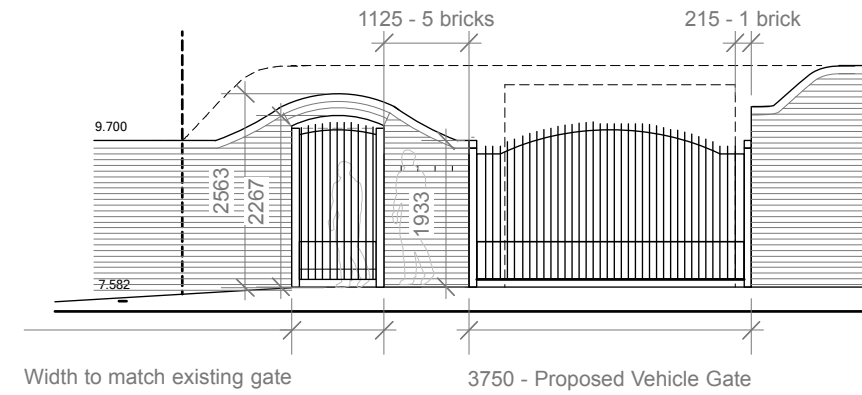 1125 - 5 bricks
215 - 1 brick
9.700
2563
2267
1933
7.582
Width to match existing gate
3750 - Proposed Vehicle Gate